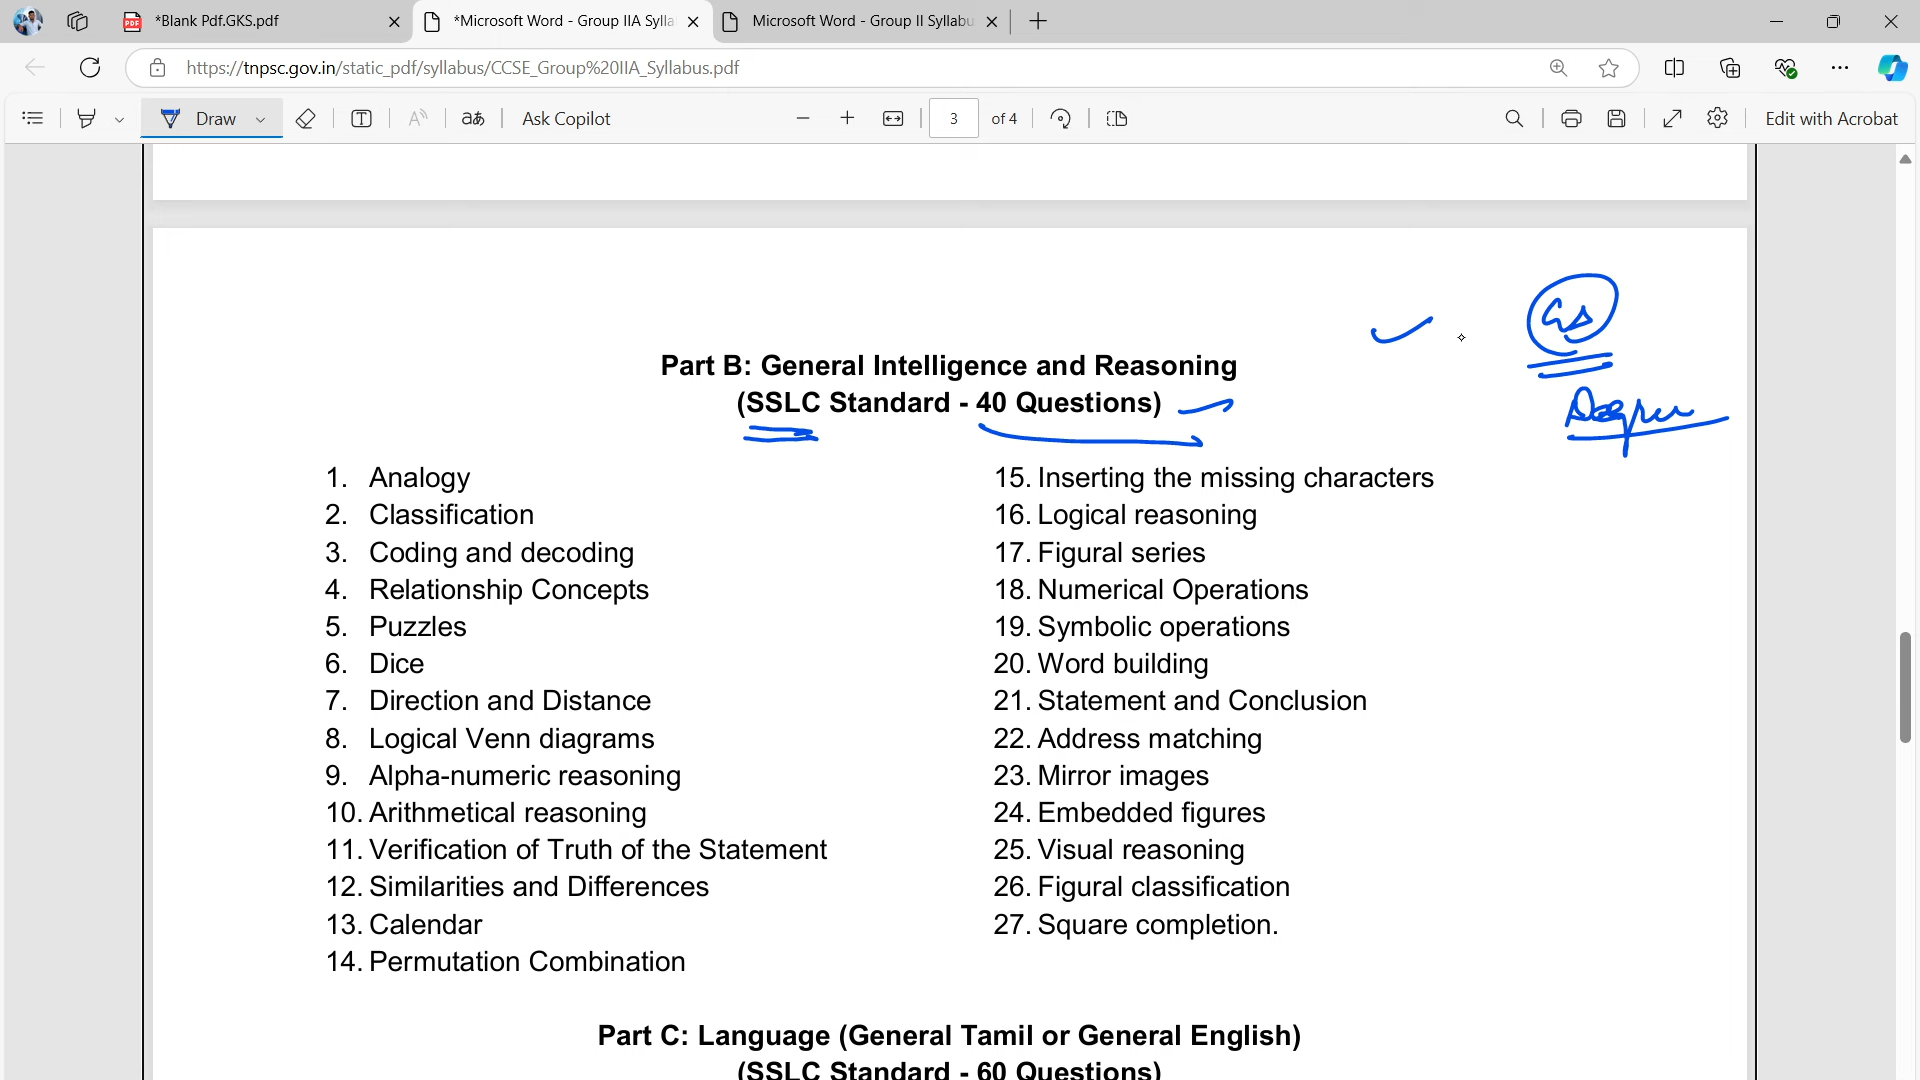 *Blank Pdf.GKS.pdf
*Microsoft Word - Group IIA Sylla
Microsoft Word - Group II Syllabu
https://tnpsc.gov.in/static_pdf/syllabus/CCSE_Group%20IIA_Syllabus.pdf
Draw
Ask Copilot
3 of 4
Edit with Acrobat
GS
Degree
Part B: General Intelligence and Reasoning
(SSLC Standard - 40 Questions)
1. Analogy
2. Classification
3. Coding and decoding
4. Relationship Concepts
5. Puzzles
6. Dice
7. Direction and Distance
8. Logical Venn diagrams
9. Alpha-numeric reasoning
10. Arithmetical reasoning
11. Verification of Truth of the Statement
12. Similarities and Differences
13. Calendar
14. Permutation Combination
15. Inserting the missing characters
16. Logical reasoning
17. Figural series
18. Numerical Operations
19. Symbolic operations
20. Word building
21. Statement and Conclusion
22. Address matching
23. Mirror images
24. Embedded figures
25. Visual reasoning
26. Figural classification
27. Square completion.
Part C: Language (General Tamil or General English)
(SSLC Standard - 60 Questions)